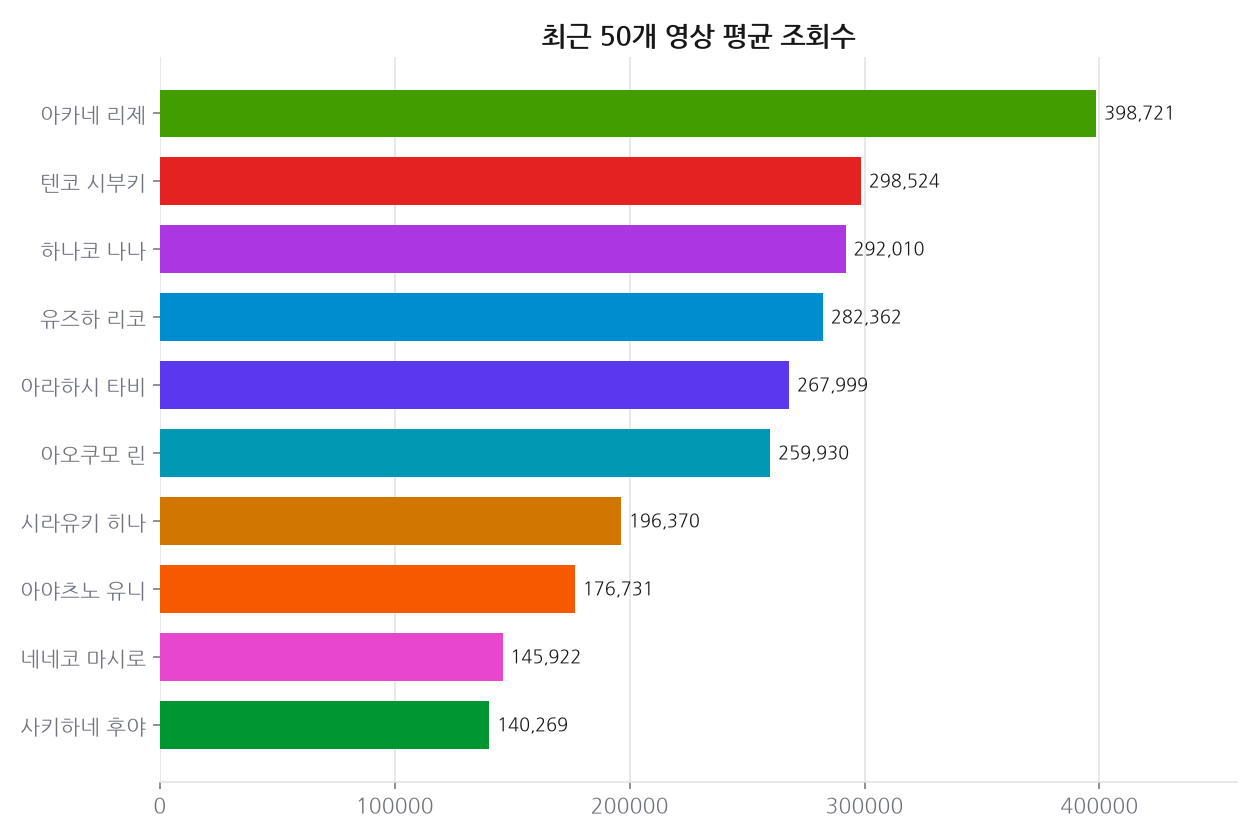 최근 50개 영상 평균 조회수
아카네 리제 398,721
텐코 시부키 298,524
하나코 나나 292,010
유즈하 리코 282,362
아라하시 타비 267,999
아오쿠모 린 259,930
시라유키 히나 196,370
아야츠노 유니 176,731
네네코 마시로 145,922
사키하네 후야 140,269
0 100000 200000 300000 400000